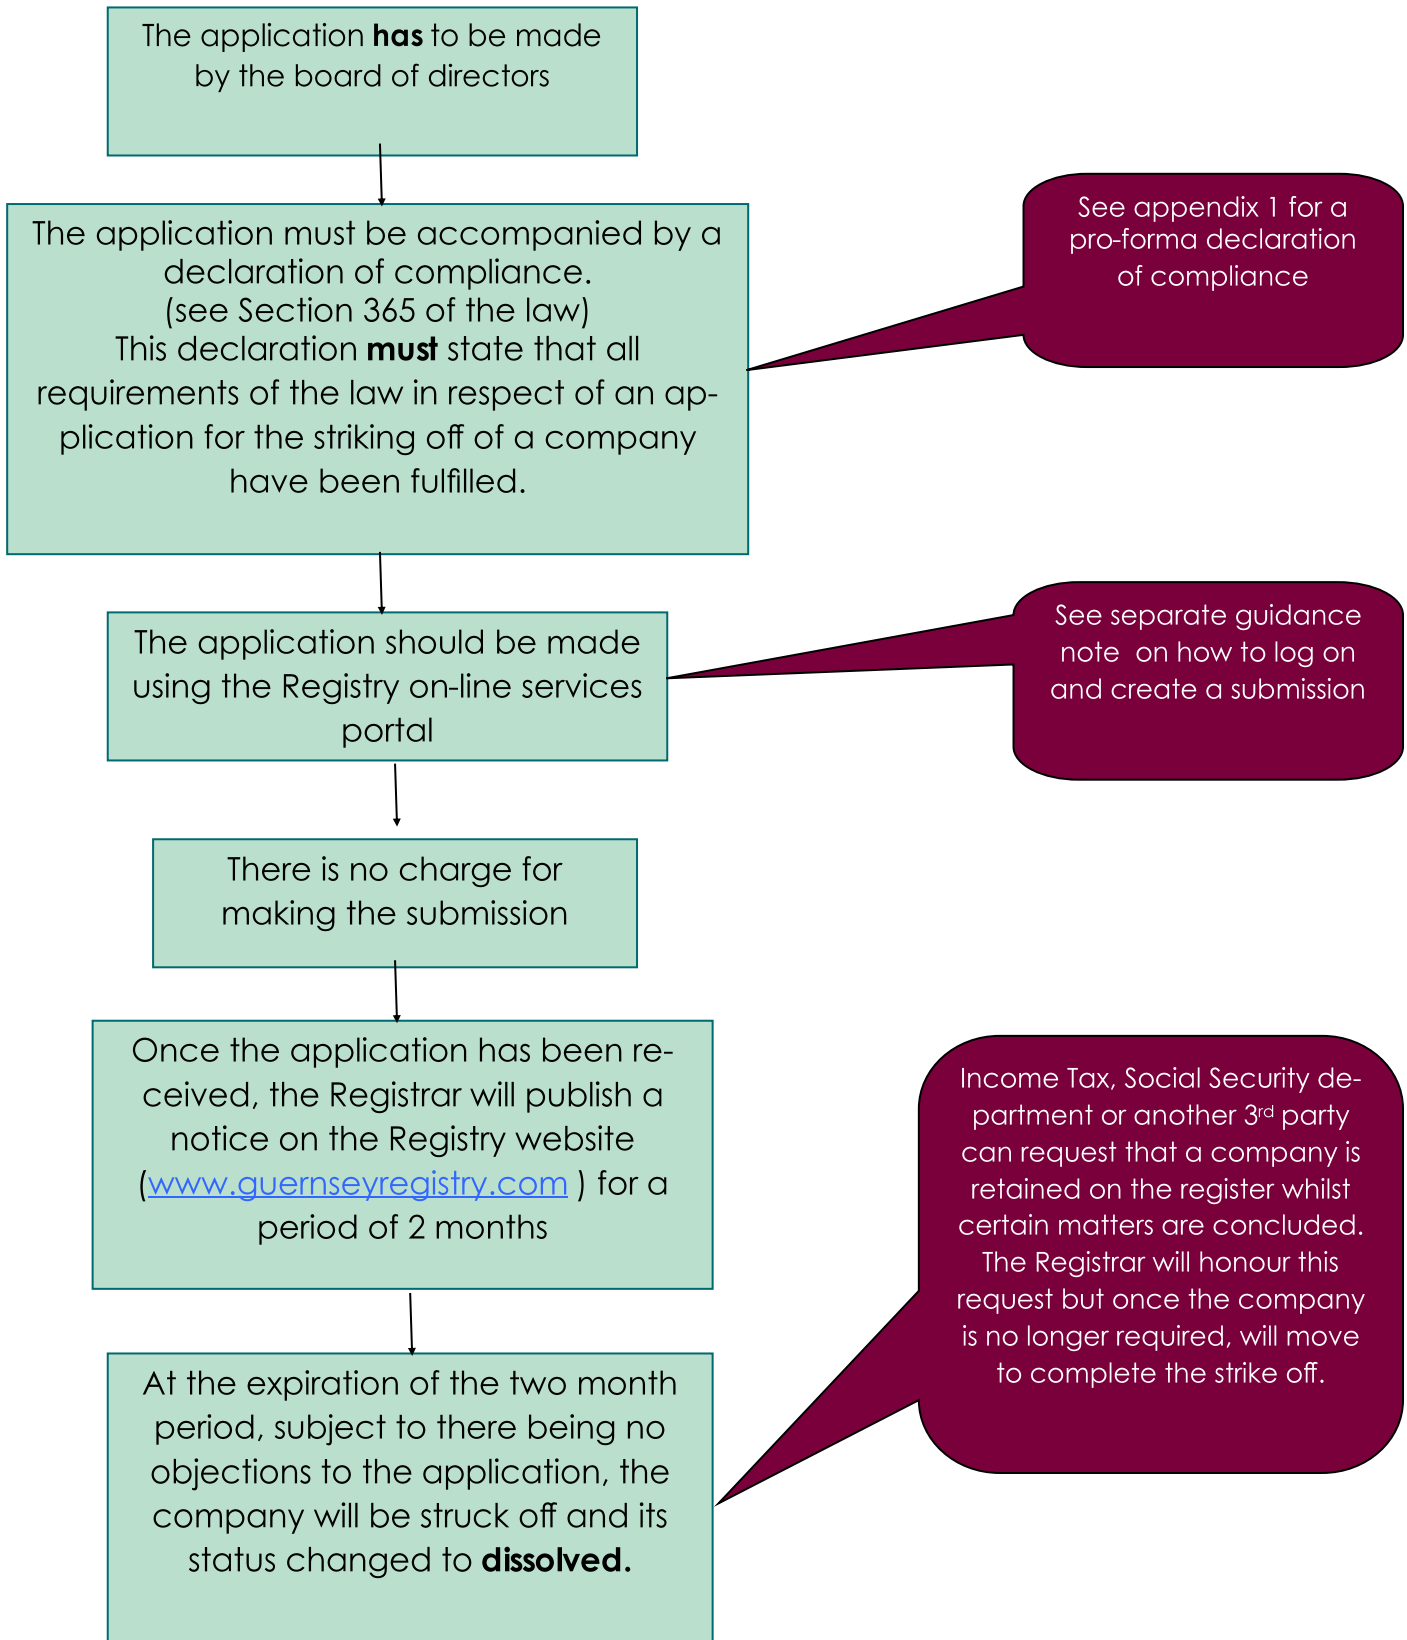 The application has to be made
by the board of directors
The application must be accompanied by a
declaration of compliance.
(see Section 365 of the law)
This declaration must state that all
requirements of the law in respect of an ap-
plication for the striking off of a company
have been fulfilled.
See appendix 1 for a
pro-forma declaration
of compliance
The application should be made
using the Registry on-line services
portal
See separate guidance
note on how to log on
and create a submission
There is no charge for
making the submission
Once the application has been re-
ceived, the Registrar will publish a
notice on the Registry website
(www.guernseyregistry.com ) for a
period of 2 months
At the expiration of the two month
period, subject to there being no
objections to the application, the
company will be struck off and its
status changed to dissolved.
Income Tax, Social Security de-
partment or another 3rd party
can request that a company is
retained on the register whilst
certain matters are concluded.
The Registrar will honour this
request but once the company
is no longer required, will move
to complete the strike off.